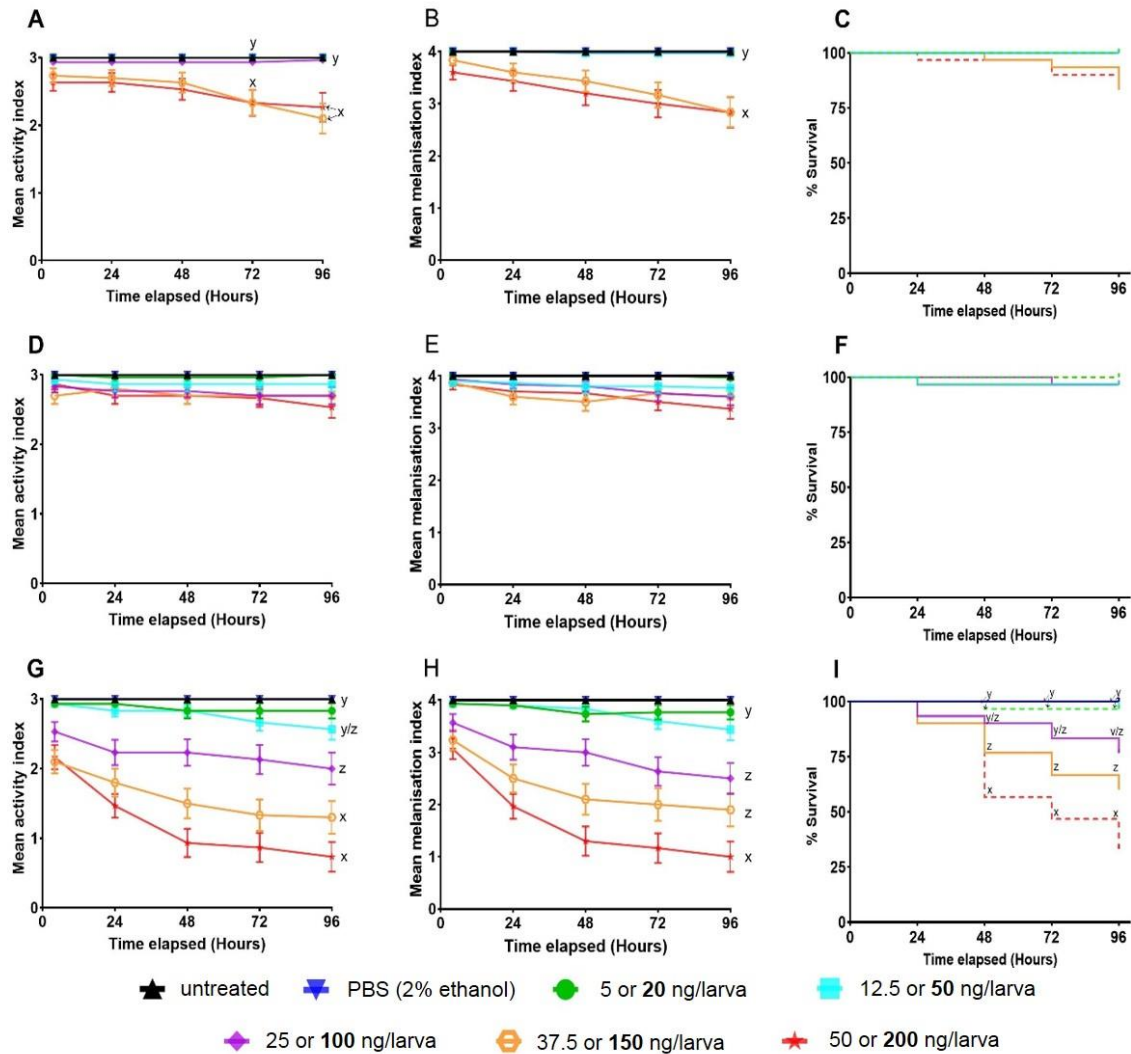 A
B
C
3
2
1
0
Mean activity index
y
y
x
x
0 24 48 72 96
Time elapsed (Hours)
4
3
2
1
0
Mean melanisation index
y
x
0 24 48 72 96
Time elapsed (Hours)
100
75
50
25
0
% Survival
0 24 48 72 96
Time elapsed (Hours)
D
E
F
3
2
1
0
Mean activity index
0 24 48 72 96
Time elapsed (Hours)
4
3
2
1
0
Mean melanisation index
0 24 48 72 96
Time elapsed (Hours)
100
75
50
25
0
% Survival
0 24 48 72 96
Time elapsed (Hours)
G
H
I
3
2
1
0
Mean activity index
y
y/z
z
x
x
0 24 48 72 96
Time elapsed (Hours)
4
3
2
1
0
Mean melanisation index
y
z
z
x
0 24 48 72 96
Time elapsed (Hours)
100
75
50
25
0
% Survival
y y y
y/z y/z y/z
z z z
x x x
0 24 48 72 96
Time elapsed (Hours)
untreated PBS (2% ethanol) 5 or 20 ng/larva 12.5 or 50 ng/larva
25 or 100 ng/larva 37.5 or 150 ng/larva 50 or 200 ng/larva